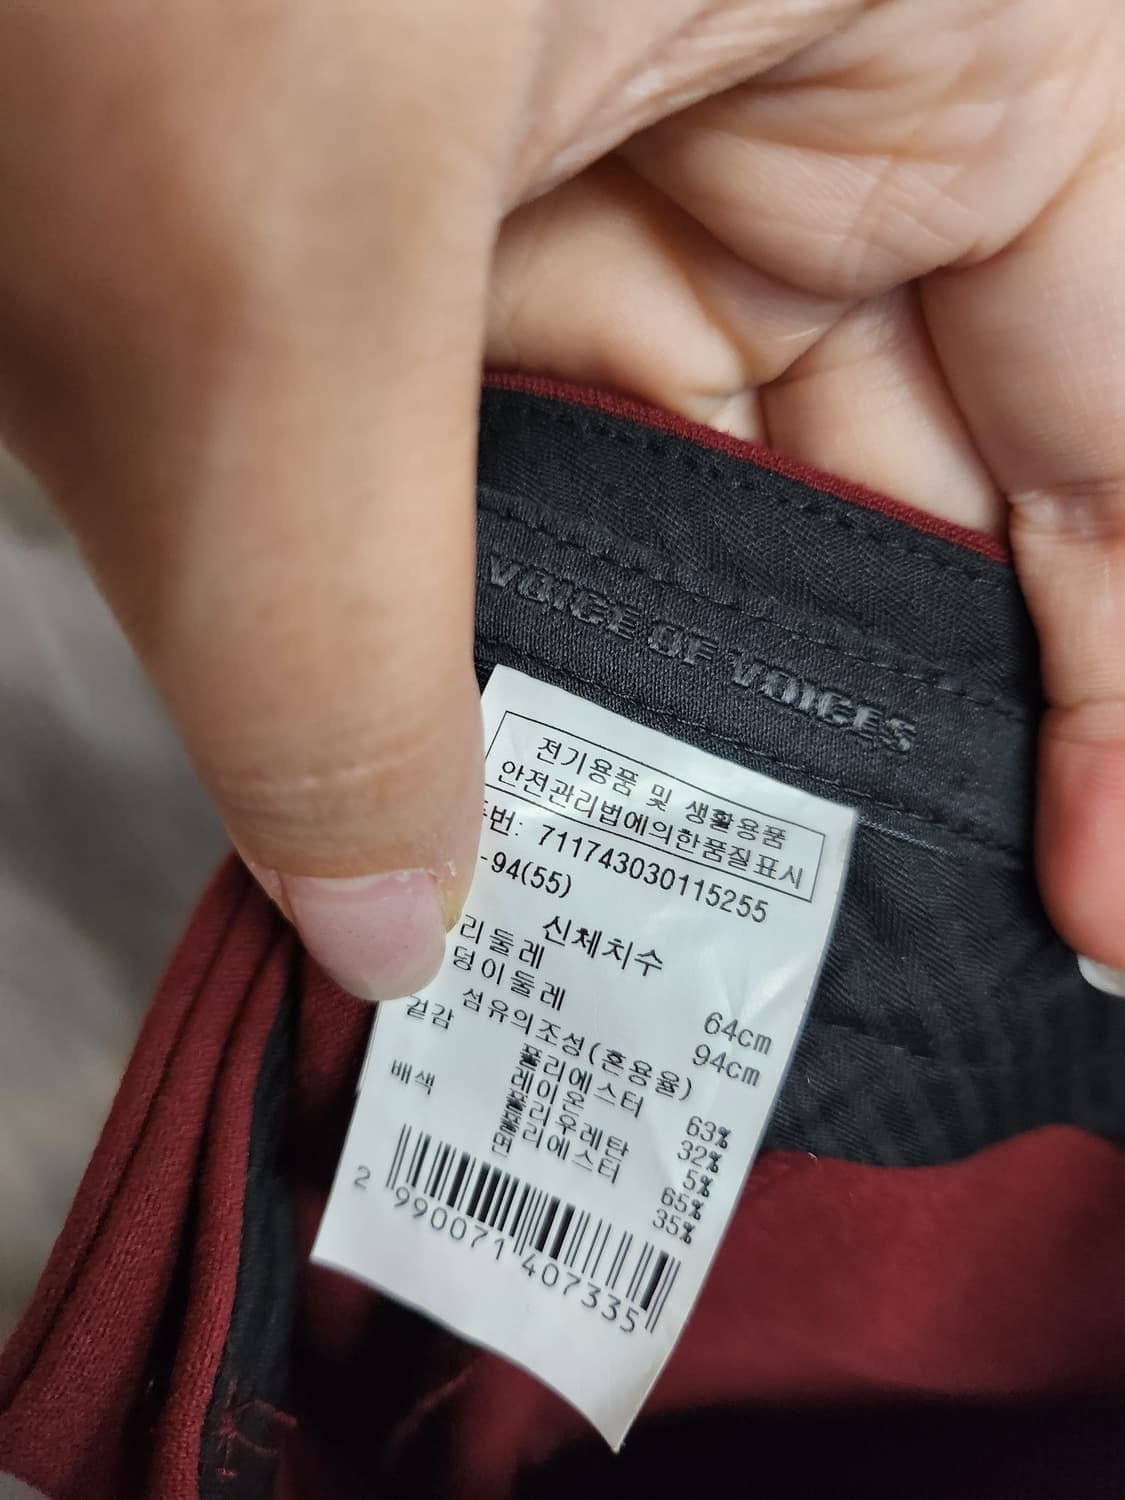 VOICE OF VOICES
전기용품 및 생활용품
안전관리법에의한품질표시
번: 711743030115255
-94(55)
신체치수
리둘레 64cm
덩이둘레 94cm
섬유의조성(혼용율)
겉감 폴리에스터 63%
레이온 32%
폴리우레탄 5%
배색 폴리에스터 65%
면 35%
2 990071 407335